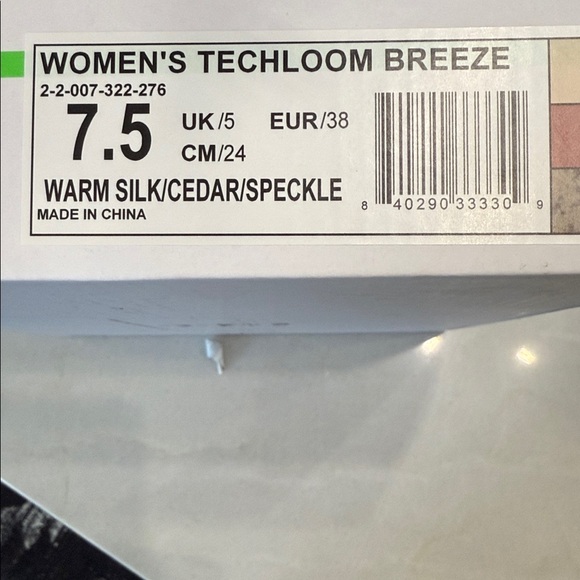 WOMEN'S TECHLOOM BREEZE
2-2-007-322-276
7.5 UK/5 EUR/38
CM/24
WARM SILK/CEDAR/SPECKLE
MADE IN CHINA
8 40290 33330 9